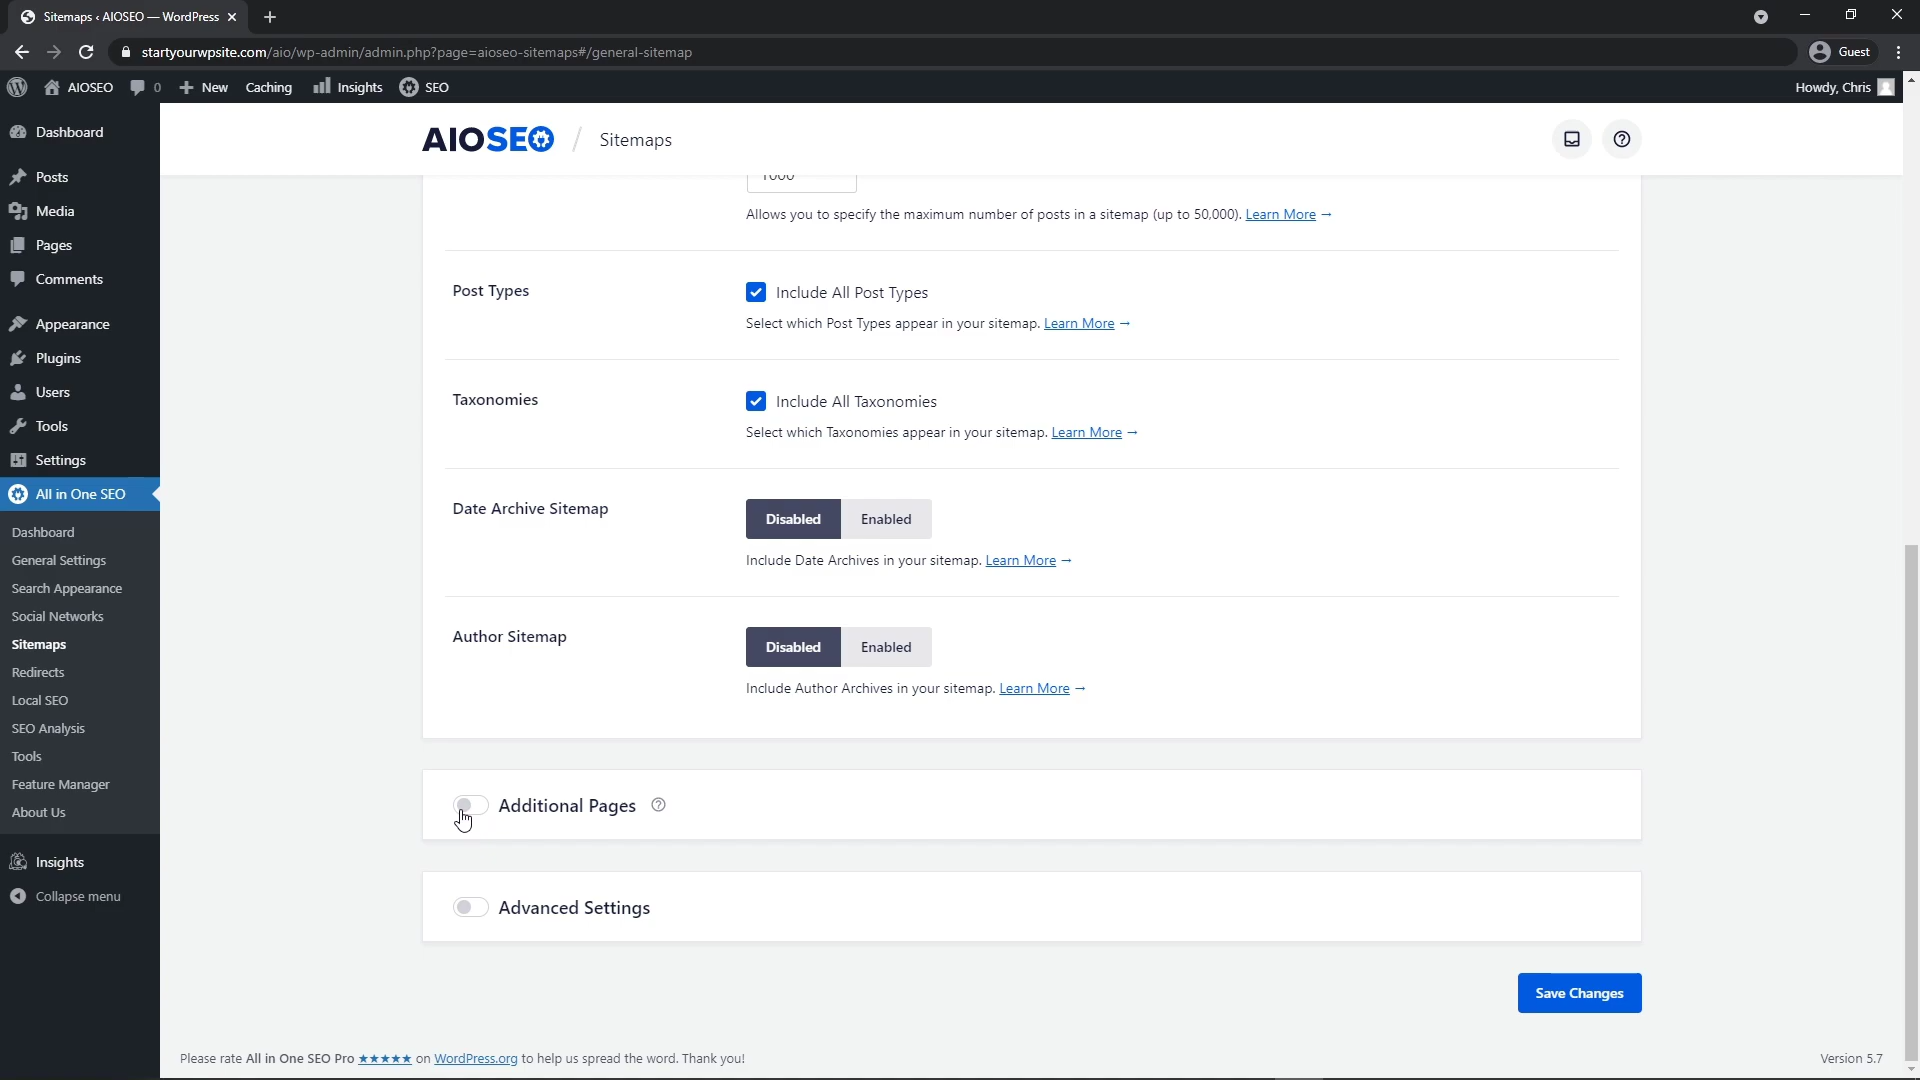 Sitemaps ‹ AIOSEO — WordPress
startyourwpsite.com/aio/wp-admin/admin.php?page=aioseo-sitemaps#/general-sitemap
Guest
AIOSEO
0
New
Caching
Insights
SEO
Howdy, Chris
Dashboard
Posts
Media
Pages
Comments
Appearance
Plugins
Users
Tools
Settings
All in One SEO
Dashboard
General Settings
Search Appearance
Social Networks
Sitemaps
Redirects
Local SEO
SEO Analysis
Tools
Feature Manager
About Us
Insights
Collapse menu
AIOSEO / Sitemaps
1000
Allows you to specify the maximum number of posts in a sitemap (up to 50,000). Learn More →
Post Types
Include All Post Types
Select which Post Types appear in your sitemap. Learn More →
Taxonomies
Include All Taxonomies
Select which Taxonomies appear in your sitemap. Learn More →
Date Archive Sitemap
Disabled
Enabled
Include Date Archives in your sitemap. Learn More →
Author Sitemap
Disabled
Enabled
Include Author Archives in your sitemap. Learn More →
Additional Pages
Advanced Settings
Save Changes
Please rate All in One SEO Pro ★★★★★ on WordPress.org to help us spread the word. Thank you!
Version 5.7